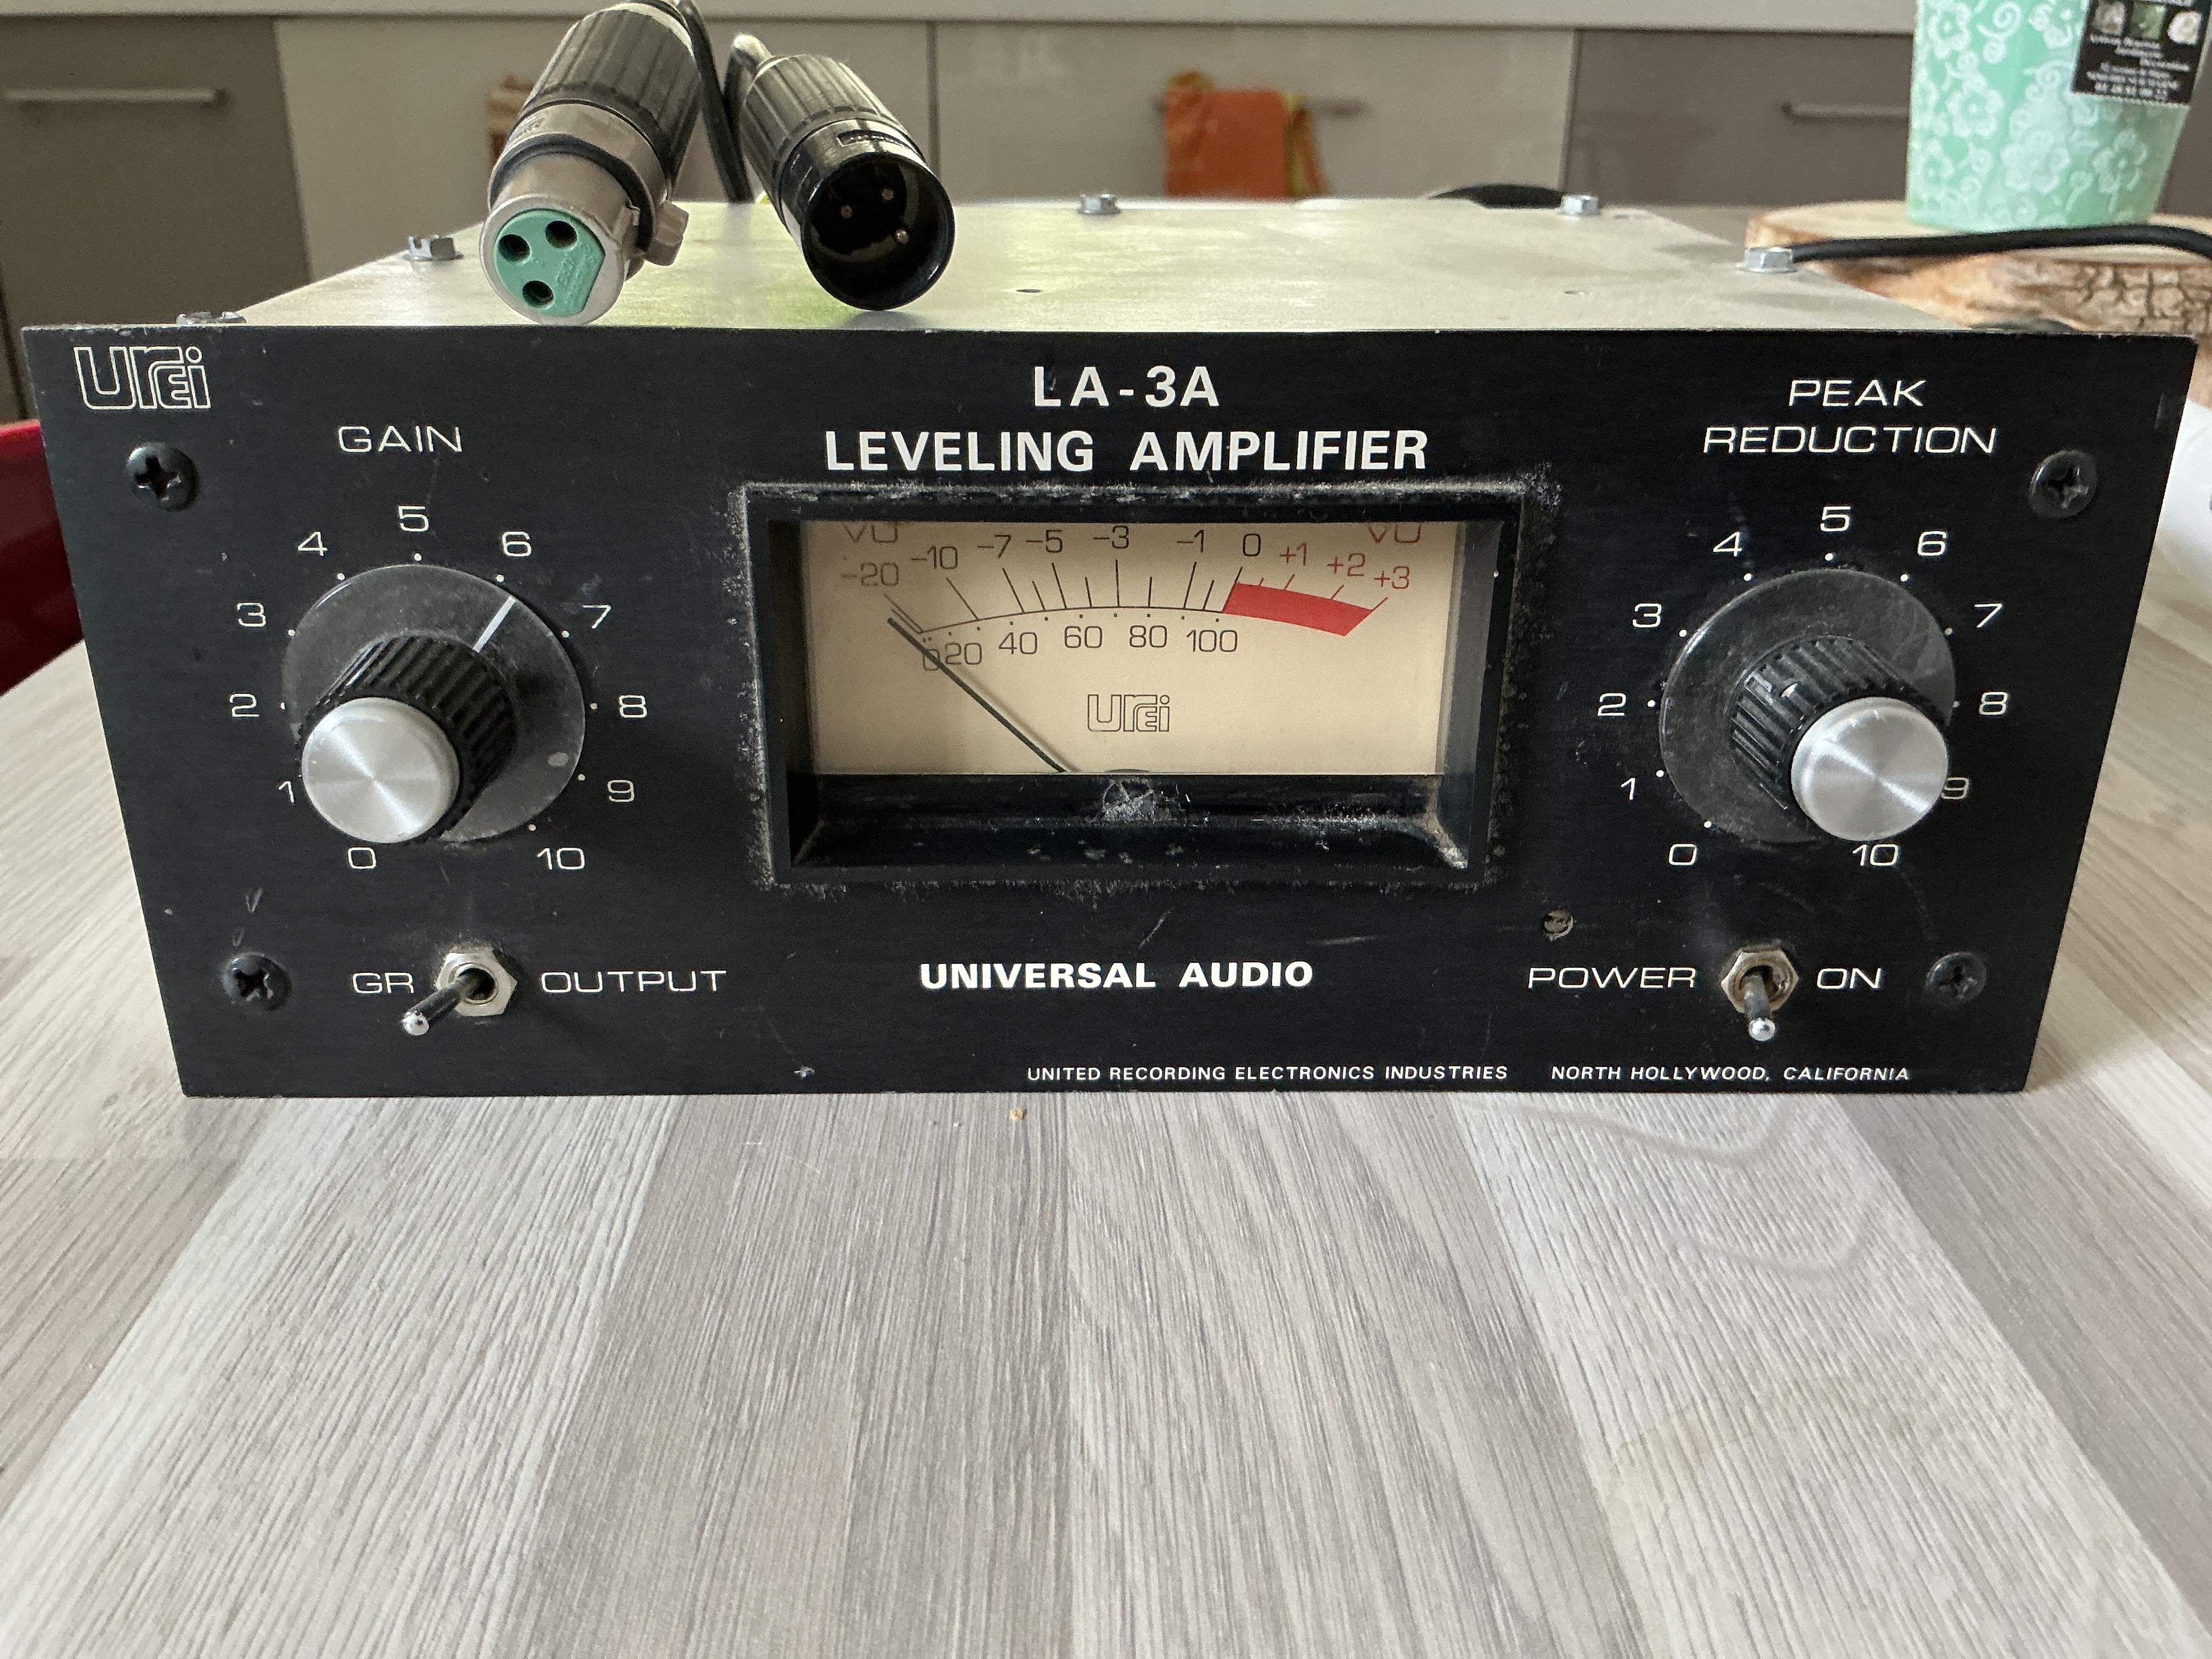 urei
LA-3A
LEVELING AMPLIFIER
GAIN
0 1 2 3 4 5 6 7 8 9 10
VU VU
-20 -10 -7 -5 -3 -1 0 +1 +2 +3
0 20 40 60 80 100
urei
PEAK
REDUCTION
0 1 2 3 4 5 6 7 8 9 10
GR OUTPUT
UNIVERSAL AUDIO
POWER ON
UNITED RECORDING ELECTRONICS INDUSTRIES NORTH HOLLYWOOD, CALIFORNIA